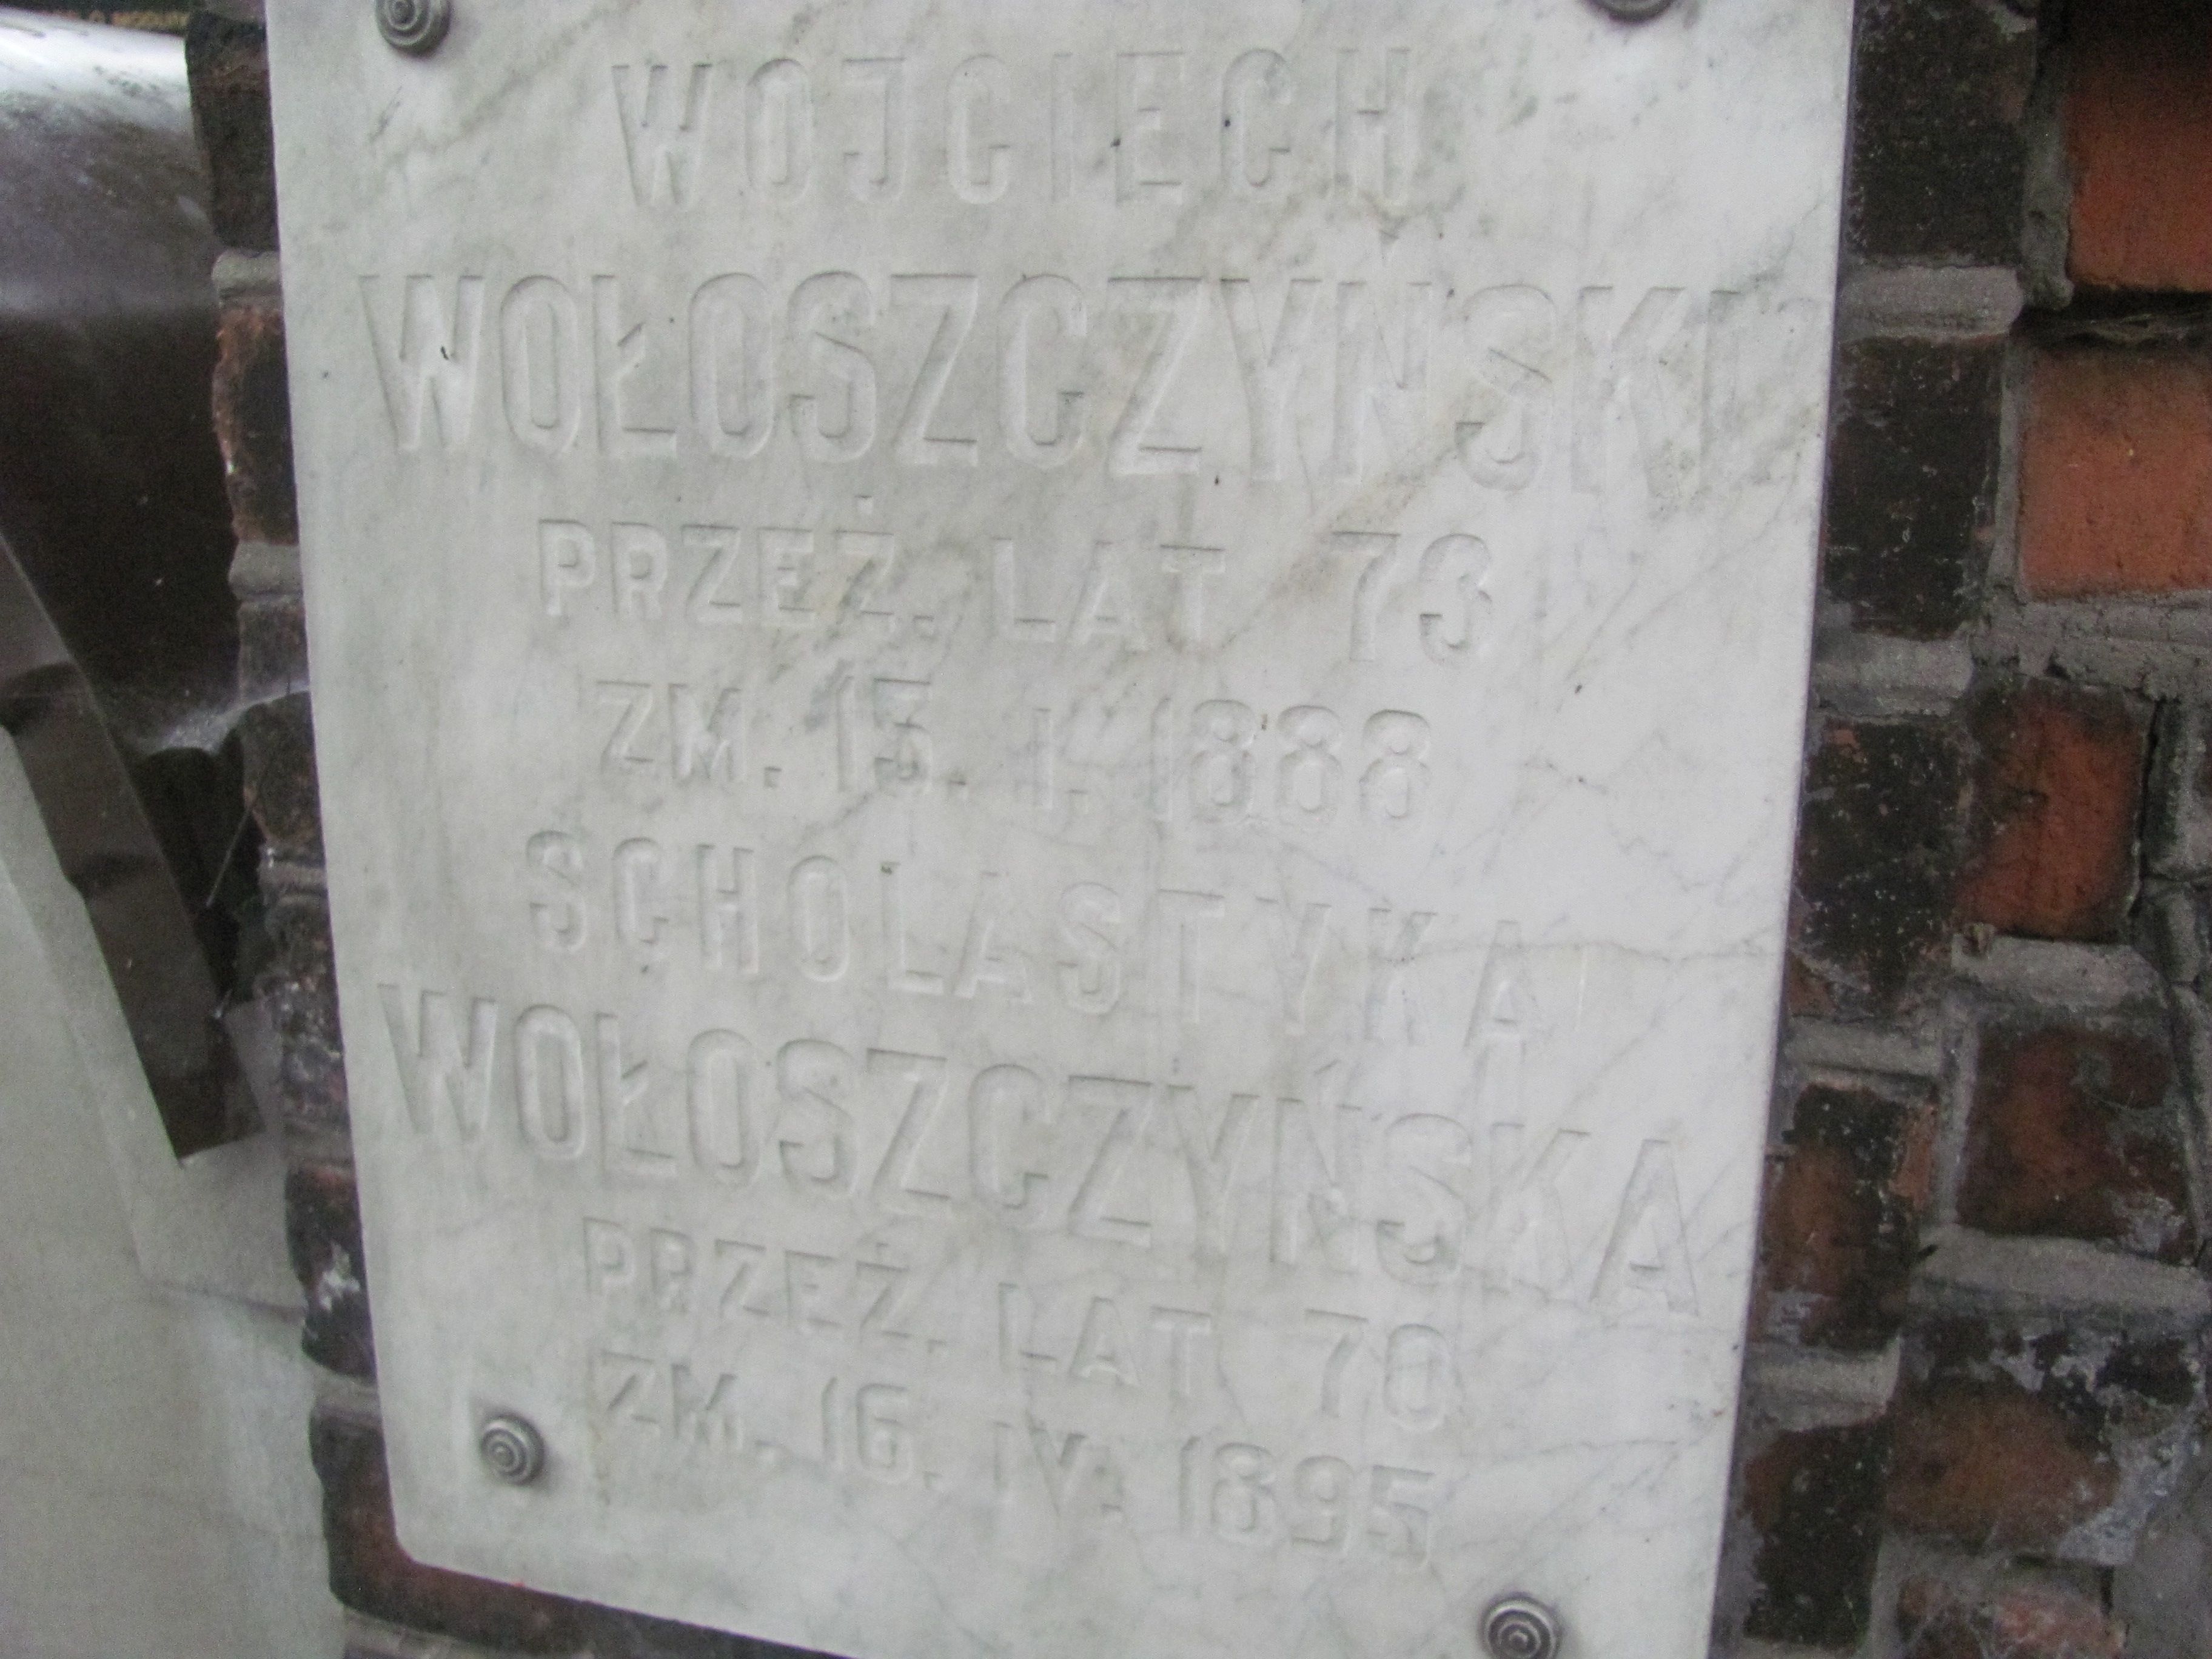 WOJCIECH
WOŁOSZCZYŃSKI
PRZEŻ. LAT 73
ZM. 15. I. 1888
SCHOLASTYKA
WOŁOSZCZYŃSKA
PRZEŻ. LAT 70
ZM. 16. IV. 1895